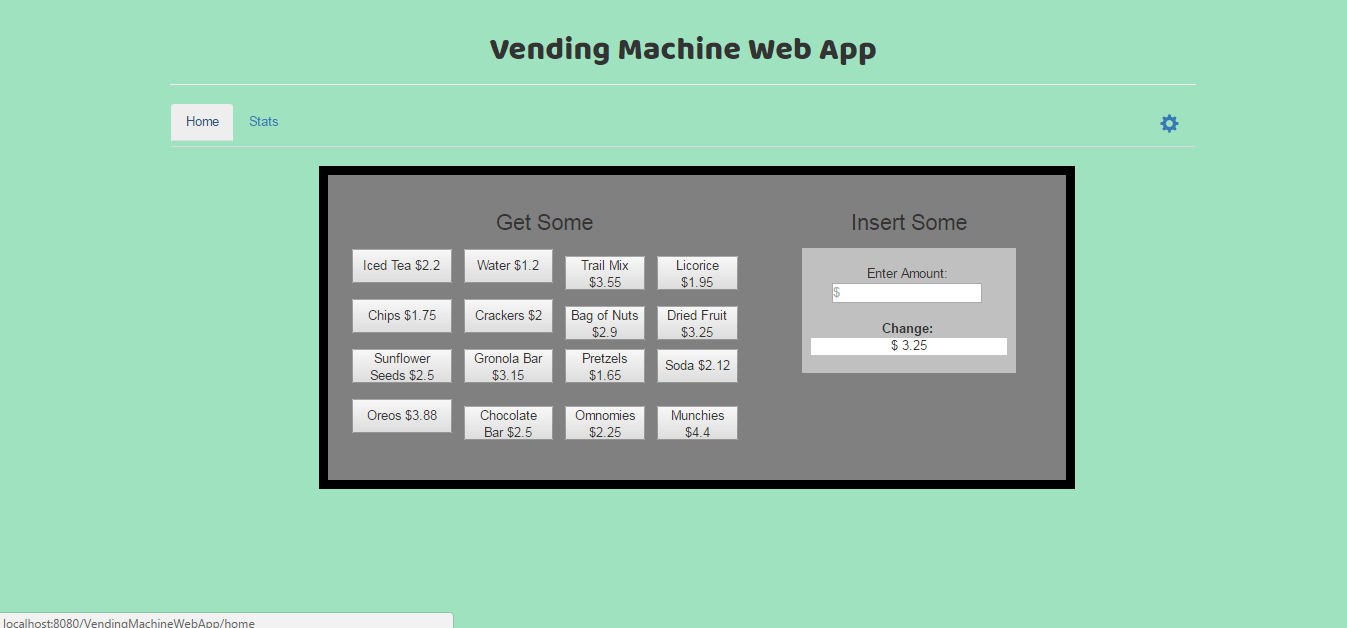 Vending Machine Web App
Home
Stats
Get Some
Iced Tea $2.2
Water $1.2
Trail Mix
$3.55
Licorice
$1.95
Chips $1.75
Crackers $2
Bag of Nuts
$2.9
Dried Fruit
$3.25
Sunflower
Seeds $2.5
Gronola Bar
$3.15
Pretzels
$1.65
Soda $2.12
Oreos $3.88
Chocolate
Bar $2.5
Omnomies
$2.25
Munchies
$4.4
Insert Some
Enter Amount:
$
Change:
$ 3.25
localhost:8080/VendingMachineWebApp/home